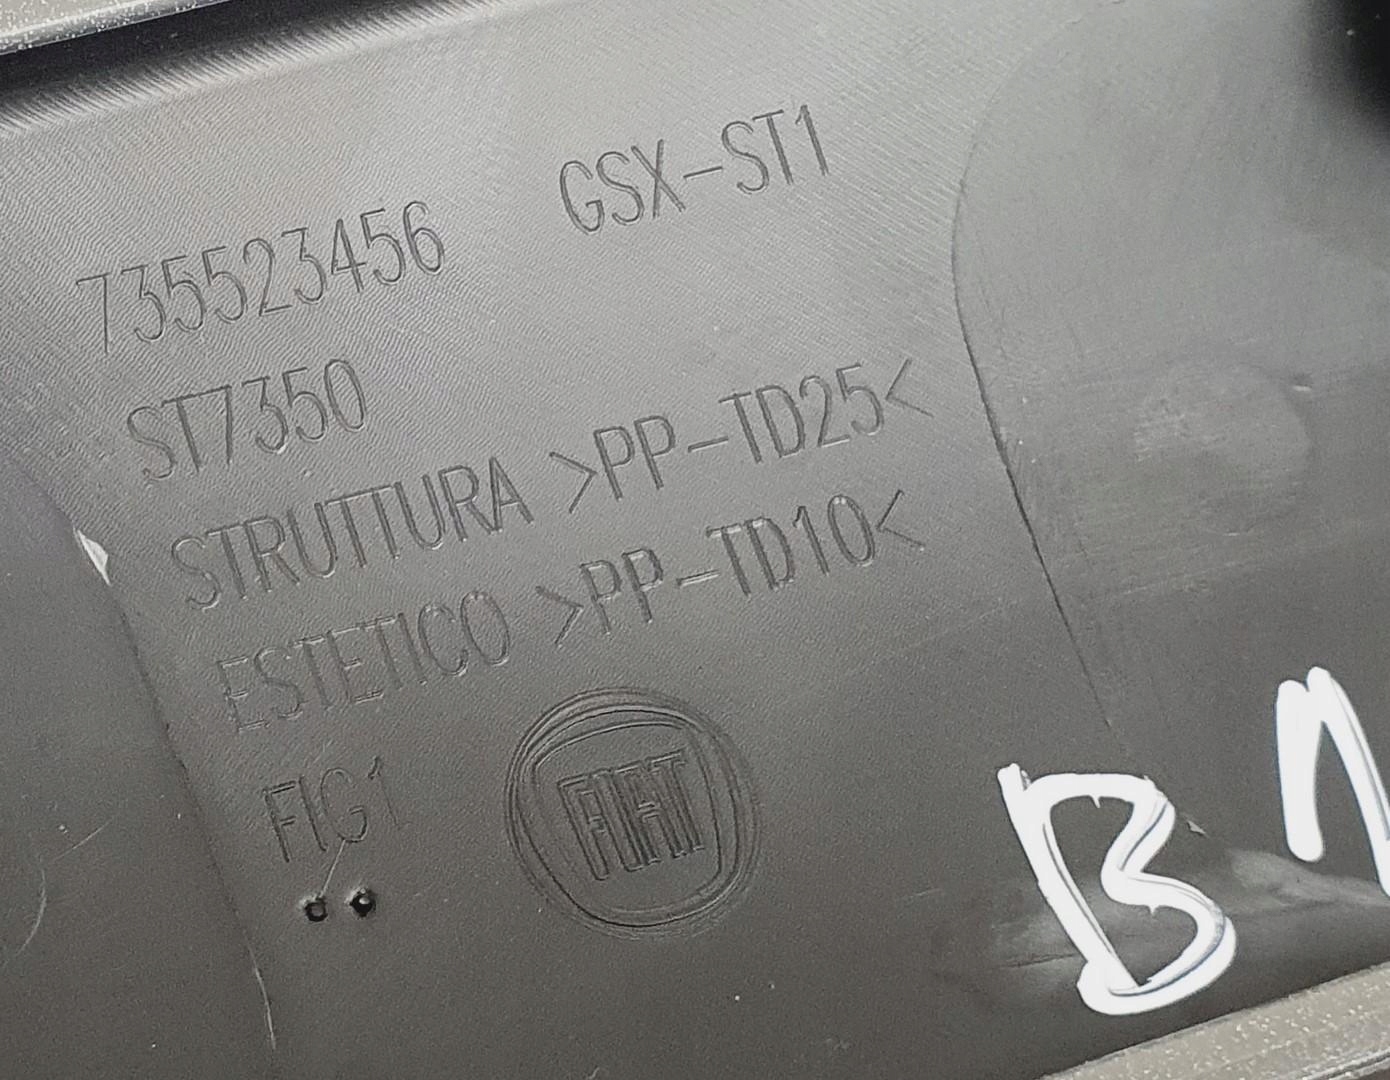 735523456 GSX-ST1
ST7350
STRUTTURA >PP-TD25<
ESTETICO >PP-TD10<
FIG1
FIAT
B